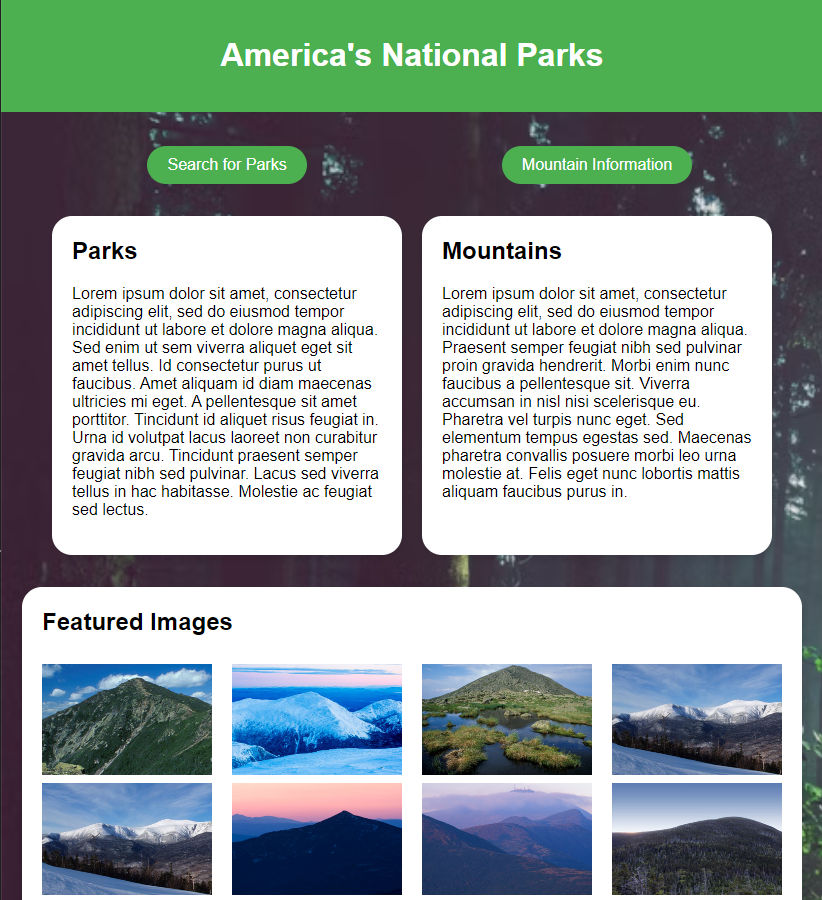 America's National Parks
Search for Parks
Mountain Information
Parks
Lorem ipsum dolor sit amet, consectetur
adipiscing elit, sed do eiusmod tempor
incididunt ut labore et dolore magna aliqua.
Sed enim ut sem viverra aliquet eget sit
amet tellus. Id consectetur purus ut
faucibus. Amet aliquam id diam maecenas
ultricies mi eget. A pellentesque sit amet
porttitor. Tincidunt id aliquet risus feugiat in.
Urna id volutpat lacus laoreet non curabitur
gravida arcu. Tincidunt praesent semper
feugiat nibh sed pulvinar. Lacus sed viverra
tellus in hac habitasse. Molestie ac feugiat
sed lectus.
Mountains
Lorem ipsum dolor sit amet, consectetur
adipiscing elit, sed do eiusmod tempor
incididunt ut labore et dolore magna aliqua.
Praesent semper feugiat nibh sed pulvinar
proin gravida hendrerit. Morbi enim nunc
faucibus a pellentesque sit. Viverra
accumsan in nisl nisi scelerisque eu.
Pharetra vel turpis nunc eget. Sed
elementum tempus egestas sed. Maecenas
pharetra convallis posuere morbi leo urna
molestie at. Felis eget nunc lobortis mattis
aliquam faucibus purus in.
Featured Images